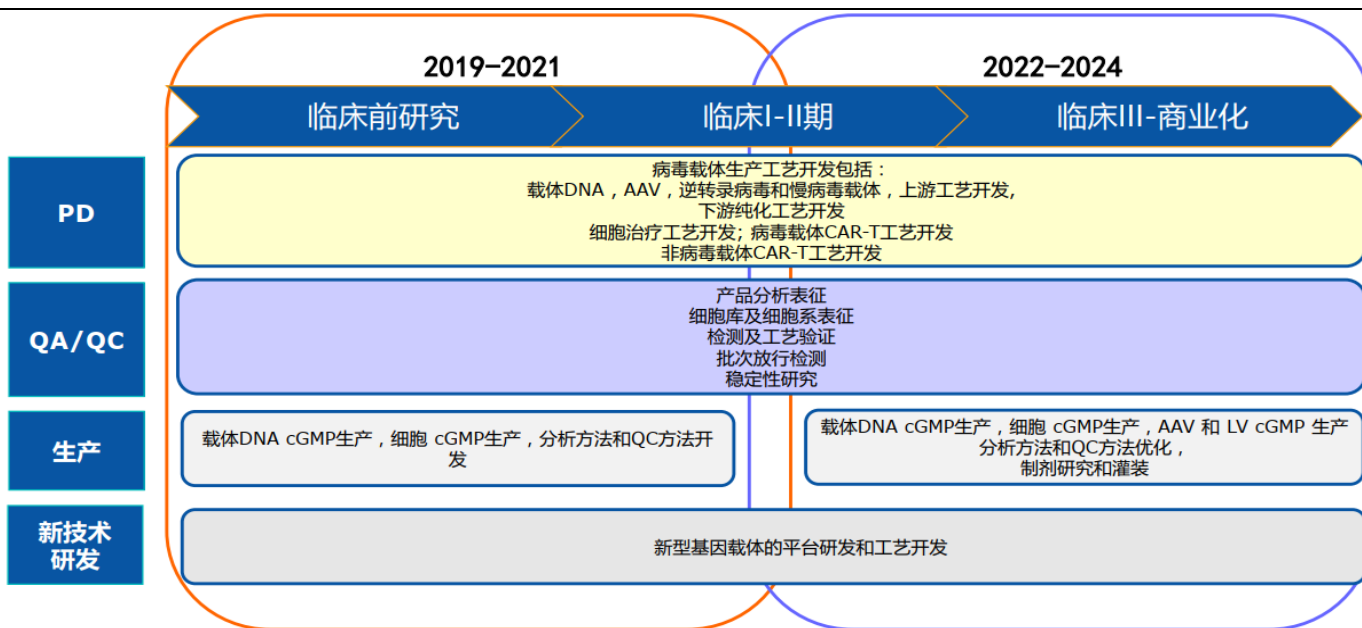 2019–2021
2022–2024
临床前研究
临床I-II期
临床III-商业化
PD
病毒载体生产工艺开发包括：
载体DNA，AAV，逆转录病毒和慢病毒载体，上游工艺开发,
下游纯化工艺开发
细胞治疗工艺开发; 病毒载体CAR-T工艺开发
非病毒载体CAR-T工艺开发
QA/QC
产品分析表征
细胞库及细胞系表征
检测及工艺验证
批次放行检测
稳定性研究
生产
载体DNA cGMP生产，细胞 cGMP生产，分析方法和QC方法开
发
载体DNA cGMP生产，细胞 cGMP生产，AAV 和 LV cGMP 生产
分析方法和QC方法优化，
制剂研究和灌装
新技术
研发
新型基因载体的平台研发和工艺开发